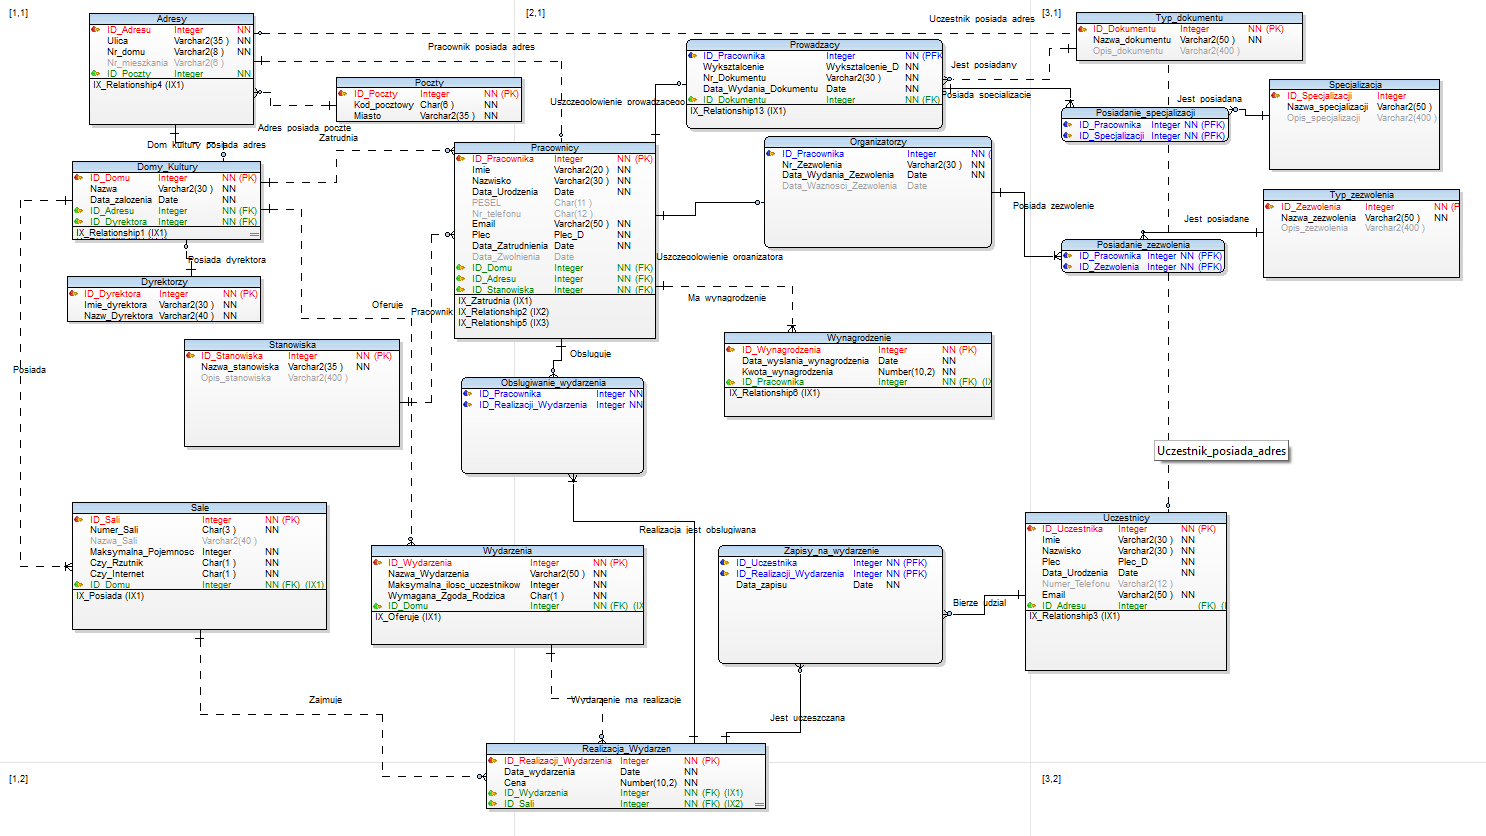 [1,1]
[2,1]
[3,1]
Adresy
ID_Adresu Integer NN
Ulica Varchar2(35 ) NN
Nr_domu Varchar2(8 ) NN
Nr_mieszkania Varchar2(6 )
ID_Poczty Integer NN
IX_Relationship4 (IX1)
Uczestnik posiada adres
Pracownik posiada adres
Poczty
ID_Poczty Integer NN (PK)
Kod_pocztowy Char(6 ) NN
Miasto Varchar2(35 ) NN
Adres posiada poczte
Zatrudnia
Dom kultury posiada adres
Prowadzacy
ID_Pracownika Integer NN (PFK
Wyksztalcenie Wyksztalcenie_D NN
Nr_Dokumentu Varchar2(30 ) NN
Data_Wydania_Dokumentu Date NN
ID_Dokumentu Integer NN (FK)
IX_Relationship13 (IX1)
Uszczegolowienie prowadzacego
Typ_dokumentu
ID_Dokumentu Integer NN (PK)
Nazwa_dokumentu Varchar2(50 ) NN
Opis_dokumentu Varchar2(400 )
Jest posiadany
Posiada specjalizacje
Posiadanie_specjalizacji
ID_Pracownika Integer NN (PFK)
ID_Specjalizacji Integer NN (PFK)
Jest posiadana
Specjalizacja
ID_Specjalizacji Integer
Nazwa_specjalizacji Varchar2(50 )
Opis_specjalizacji Varchar2(400 )
Domy_Kultury
ID_Domu Integer NN (PK)
Nazwa Varchar2(30 ) NN
Data_zalozenia Date NN
ID_Adresu Integer NN (FK)
ID_Dyrektora Integer NN (FK)
IX_Relationship1 (IX1)
Posiada dyrektora
Pracownicy
ID_Pracownika Integer NN (PK)
Imie Varchar2(20 ) NN
Nazwisko Varchar2(30 ) NN
Data_Urodzenia Date NN
PESEL Char(11 )
Nr_telefonu Char(12 )
Email Varchar2(50 ) NN
Plec Plec_D NN
Data_Zatrudnienia Date NN
Data_Zwolnienia Date
ID_Domu Integer NN (FK)
ID_Adresu Integer NN (FK)
ID_Stanowiska Integer NN (FK)
IX_Zatrudnia (IX1)
IX_Relationship2 (IX2)
IX_Relationship5 (IX3)
Organizatorzy
ID_Pracownika Integer NN (
Nr_Zezwolenia Varchar2(30 ) NN
Data_Wydania_Zezwolenia Date NN
Data_Waznosci_Zezwolenia Date
Uszczegolowienie organizatora
Posiada zezwolenie
Jest posiadane
Posiadanie_zezwolenia
ID_Pracownika Integer NN (PFK)
ID_Zezwolenia Integer NN (PFK)
Typ_zezwolenia
ID_Zezwolenia Integer NN (P
Nazwa_zezwolenia Varchar2(50 ) NN
Opis_zezwolenia Varchar2(400 )
Dyrektorzy
ID_Dyrektora Integer NN (PK)
Imie_dyrektora Varchar2(30 ) NN
Nazw_Dyrektora Varchar2(40 ) NN
Oferuje
Pracownik
Ma wynagrodzenie
Stanowiska
ID_Stanowiska Integer NN (PK)
Nazwa_stanowiska Varchar2(35 ) NN
Opis_stanowiska Varchar2(400 )
Posiada
Obsluguje
Obslugiwanie_wydarzenia
ID_Pracownika Integer NN
ID_Realizacji_Wydarzenia Integer NN
Wynagrodzenie
ID_Wynagrodzenia Integer NN (PK)
Data_wyslania_wynagrodzenia Date NN
Kwota_wynagrodzenia Number(10,2) NN
ID_Pracownika Integer NN (FK) (IX
IX_Relationship6 (IX1)
Uczestnik_posiada_adres
Sale
ID_Sali Integer NN (PK)
Numer_Sali Char(3 ) NN
Nazwa_Sali Varchar2(40 )
Maksymalna_Pojemnosc Integer NN
Czy_Rzutnik Char(1 ) NN
Czy_Internet Char(1 ) NN
ID_Domu Integer NN (FK) (IX1)
IX_Posiada (IX1)
Realizacja jest obslugiwana
Wydarzenia
ID_Wydarzenia Integer NN (PK)
Nazwa_Wydarzenia Varchar2(50 ) NN
Maksymalna_ilosc_uczestnikow Integer NN
Wymagana_Zgoda_Rodzica Char(1 ) NN
ID_Domu Integer NN (FK) (IX
IX_Oferuje (IX1)
Zapisy_na_wydarzenie
ID_Uczestnika Integer NN (PFK)
ID_Realizacji_Wydarzenia Integer NN (PFK)
Data_zapisu Date NN
Bierze udzial
Uczestnicy
ID_Uczestnika Integer NN (PK)
Imie Varchar2(30 ) NN
Nazwisko Varchar2(30 ) NN
Plec Plec_D NN
Data_Urodzenia Date NN
Numer_Telefonu Varchar2(12 )
Email Varchar2(50 ) NN
ID_Adresu Integer (FK) (I
IX_Relationship3 (IX1)
Zajmuje
Wydarzenie ma realizacje
Jest uczeszczana
Realizacja_Wydarzen
ID_Realizacji_Wydarzenia Integer NN (PK)
Data_wydarzenia Date NN
Cena Number(10,2) NN
ID_Wydarzenia Integer NN (FK) (IX1)
ID_Sali Integer NN (FK) (IX2)
[1,2]
[3,2]